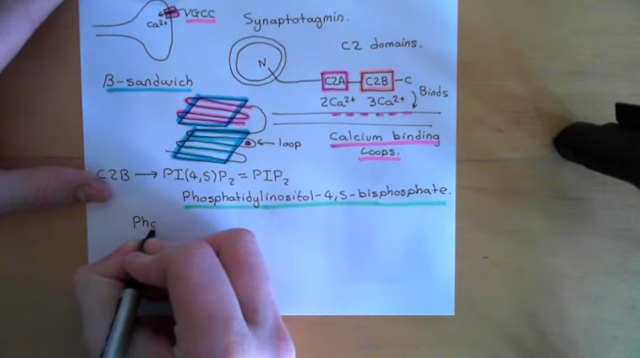 VGCC
Ca²⁺
Synaptotagmin.
C2 domains.
N
C2A
C2B
C
2Ca²⁺
3Ca²⁺
Binds
β-sandwich
Calcium binding
Loops.
loop
C2B → PI(4,5)P₂ = PIP₂
Phosphatidylinositol-4,5-bisphosphate.
Pho